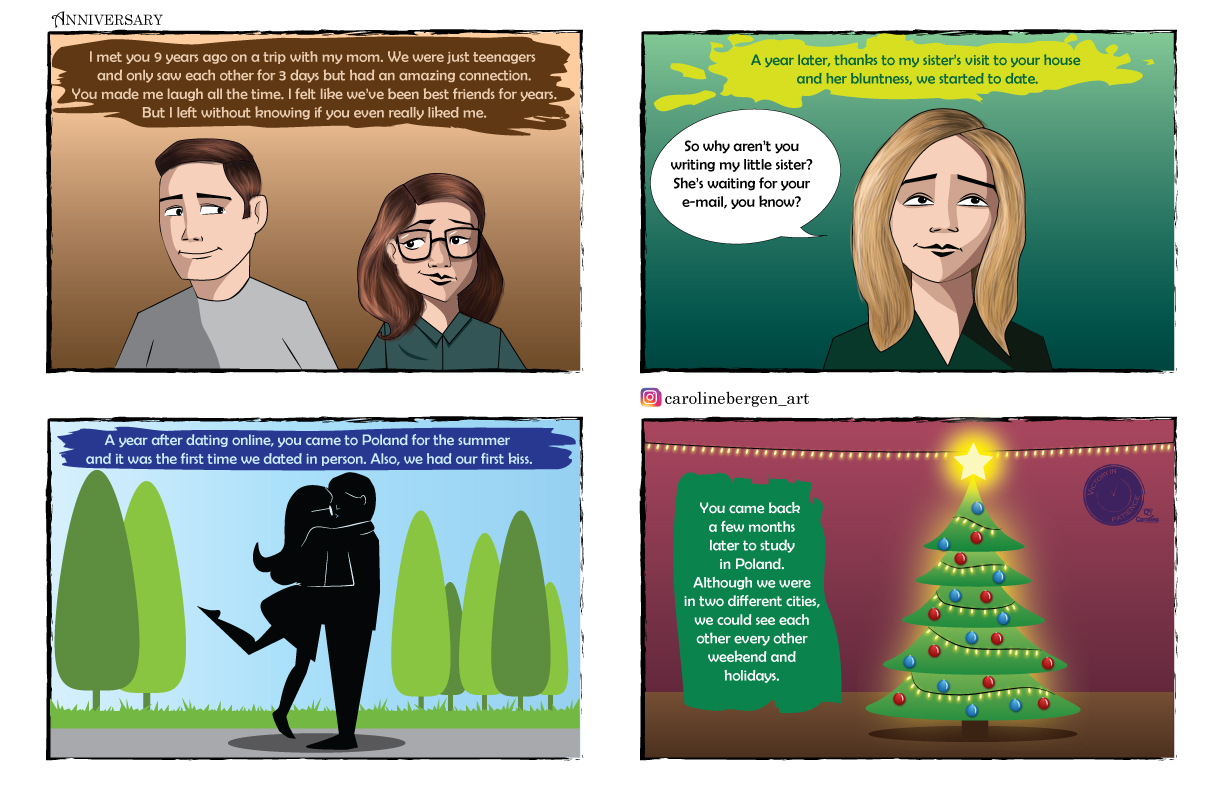 ANNIVERSARY
I met you 9 years ago on a trip with my mom. We were just teenagers
and only saw each other for 3 days but had an amazing connection.
You made me laugh all the time. I felt like we've been best friends for years.
But I left without knowing if you even really liked me.
A year later, thanks to my sister's visit to your house
and her bluntness, we started to date.
So why aren't you
writing my little sister?
She's waiting for your
e-mail, you know?
A year after dating online, you came to Poland for the summer
and it was the first time we dated in person. Also, we had our first kiss.
carolinebergen_art
You came back
a few months
later to study
in Poland.
Although we were
in two different cities,
we could see each
other every other
weekend and
holidays.
VICTORY IN
PATIENCE
Caroline